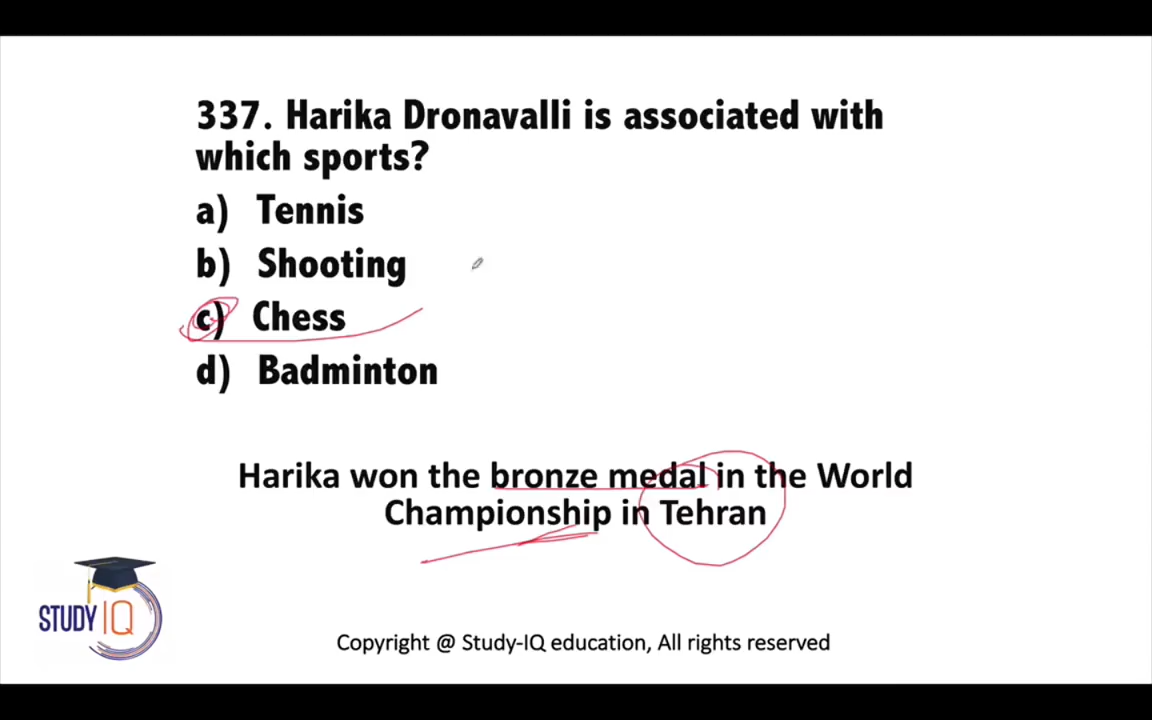 337. Harika Dronavalli is associated with
which sports?
a) Tennis
b) Shooting
c) Chess
d) Badminton
Harika won the bronze medal in the World
Championship in Tehran
STUDY IQ
Copyright @ Study-IQ education, All rights reserved